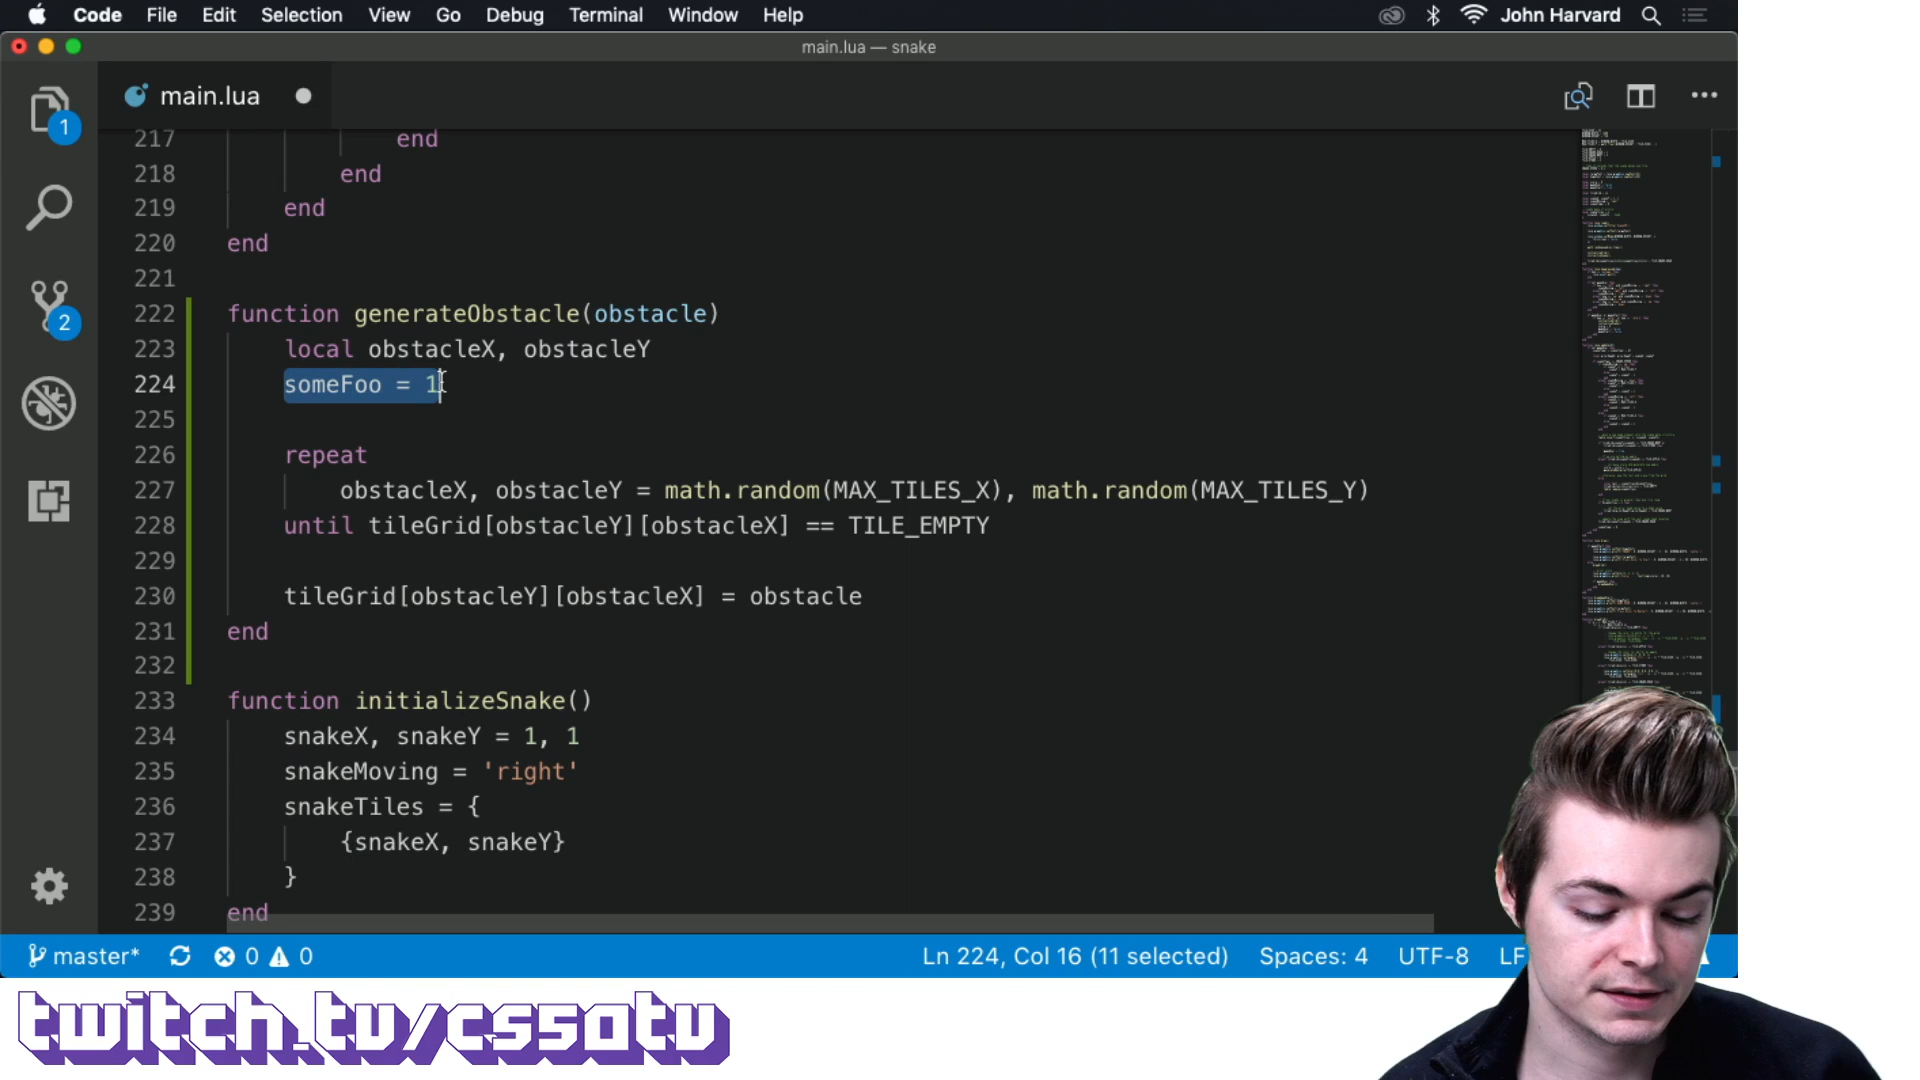 Code File Edit Selection View Go Debug Terminal Window Help John Harvard
main.lua — snake
main.lua
1
2
217 end
218 end
219 end
220 end
221
222 function generateObstacle(obstacle)
223 local obstacleX, obstacleY
224 someFoo = 1
225
226 repeat
227 obstacleX, obstacleY = math.random(MAX_TILES_X), math.random(MAX_TILES_Y)
228 until tileGrid[obstacleY][obstacleX] == TILE_EMPTY
229
230 tileGrid[obstacleY][obstacleX] = obstacle
231 end
232
233 function initializeSnake()
234 snakeX, snakeY = 1, 1
235 snakeMoving = 'right'
236 snakeTiles = {
237 {snakeX, snakeY}
238 }
239 end
master* 0 0 Ln 224, Col 16 (11 selected) Spaces: 4 UTF-8 LF
twitch.tv/cs50tv